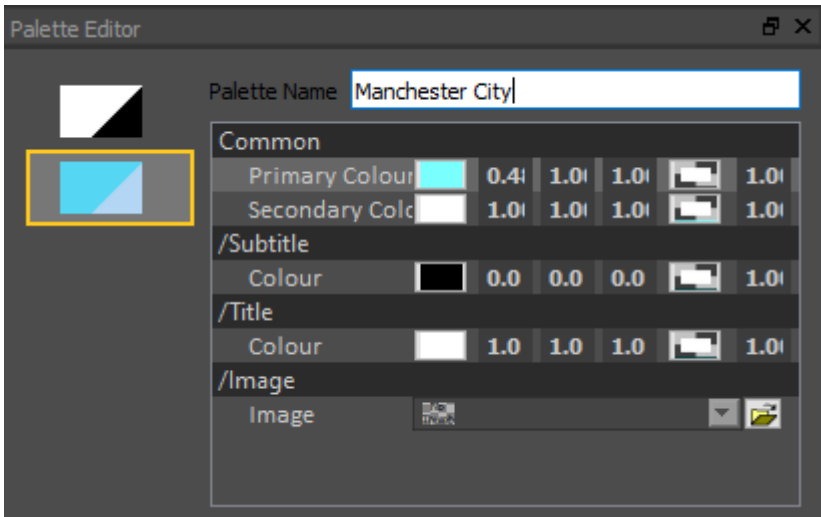 Palette Editor
Palette Name Manchester City
Common
Primary Colour 0.48 1.0 1.0 1.0
Secondary Colo 1.0 1.0 1.0 1.0
/Subtitle
Colour 0.0 0.0 0.0 1.0
/Title
Colour 1.0 1.0 1.0 1.0
/Image
Image